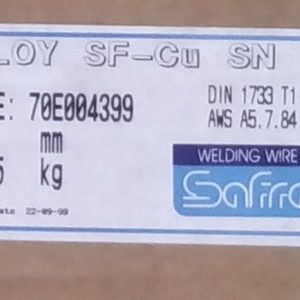 LOY SF-Cu SN
E: 70E004399
DIN 1733 T1
AWS A5.7.84
mm
5 kg
WELDING WIRE
Safra
ate 22-09-99